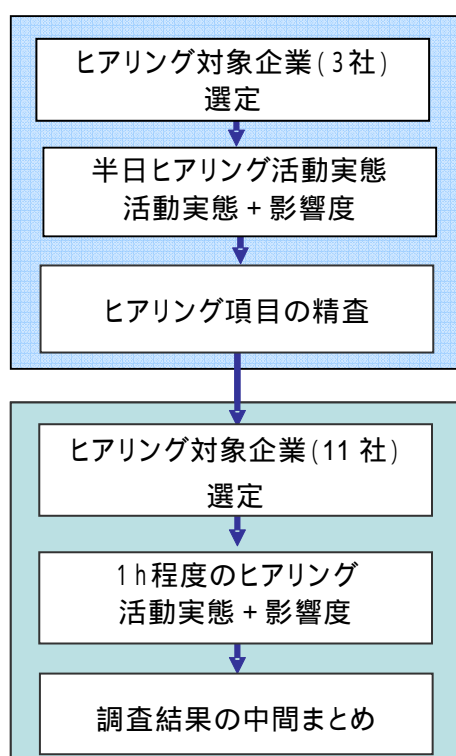 ヒアリング対象企業(3社)
選定
半日ヒアリング活動実態
活動実態+影響度
ヒアリング項目の精査
ヒアリング対象企業(11 社)
選定
1h程度のヒアリング
活動実態+影響度
調査結果の中間まとめ